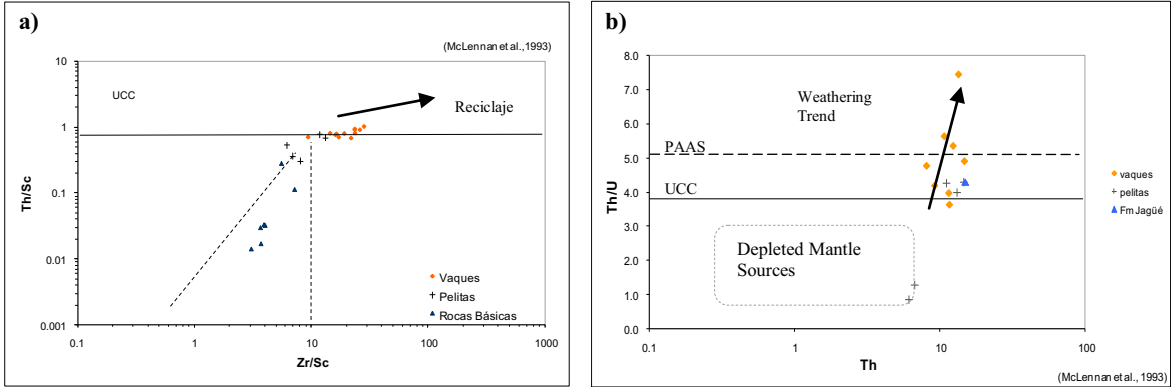 a)
(McLennan et al., 1993)
10
UCC
Reciclaje
1
Th/Sc
0.1
0.01
Vaques
Pelitas
Rocas Básicas
0.001
0.1
1
10
100
1000
Zr/Sc
b)
8.0
7.0
Weathering
Trend
6.0
PAAS
5.0
Th/U
4.0
UCC
vaques
pelitas
Fm Jagüé
3.0
Depleted Mantle
Sources
2.0
1.0
0.0
0.1
1
10
100
Th
(McLennan et al., 1993)